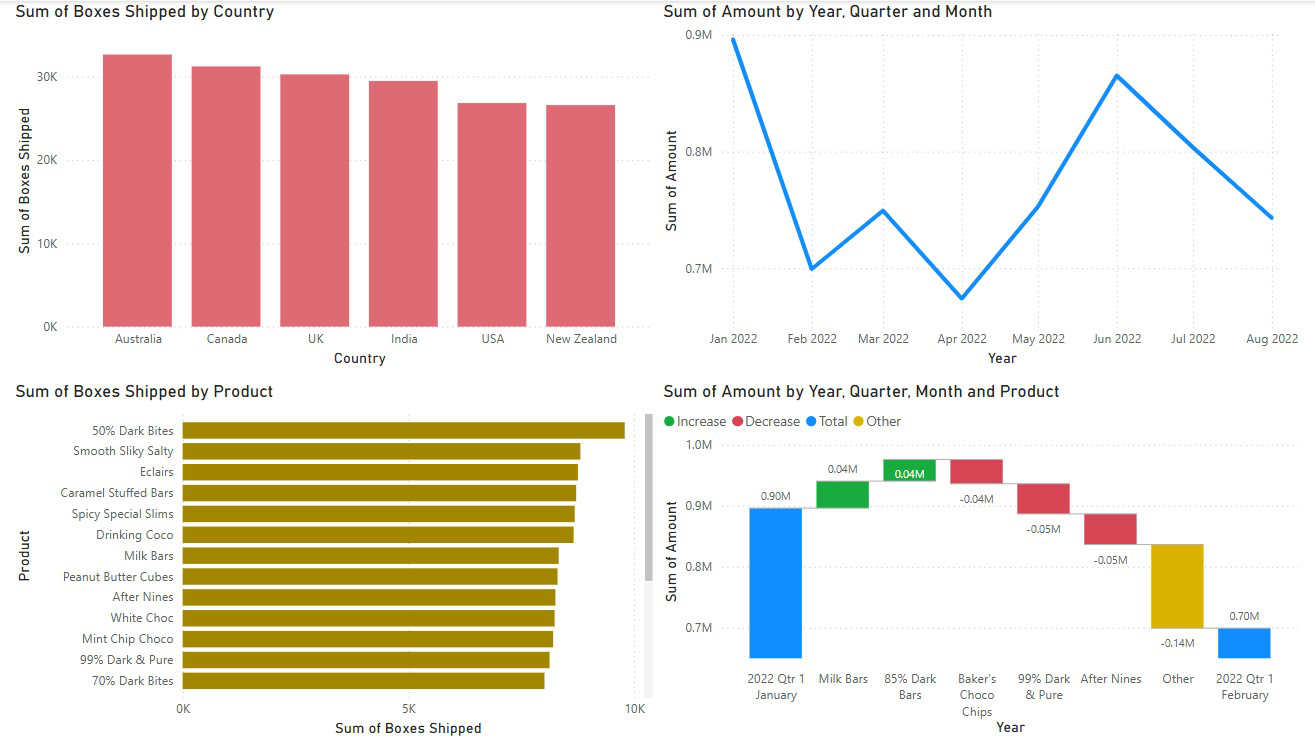 Sum of Boxes Shipped by Country
Sum of Boxes Shipped
30K
20K
10K
0K
Australia
Canada
UK
India
USA
New Zealand
Country
Sum of Amount by Year, Quarter and Month
Sum of Amount
0.9M
0.8M
0.7M
Jan 2022
Feb 2022
Mar 2022
Apr 2022
May 2022
Jun 2022
Jul 2022
Aug 2022
Year
Sum of Boxes Shipped by Product
Product
50% Dark Bites
Smooth Sliky Salty
Eclairs
Caramel Stuffed Bars
Spicy Special Slims
Drinking Coco
Milk Bars
Peanut Butter Cubes
After Nines
White Choc
Mint Chip Choco
99% Dark & Pure
70% Dark Bites
0K
5K
10K
Sum of Boxes Shipped
Sum of Amount by Year, Quarter, Month and Product
Increase
Decrease
Total
Other
Sum of Amount
1.0M
0.9M
0.8M
0.7M
0.90M
0.04M
0.04M
-0.04M
-0.05M
-0.05M
-0.14M
0.70M
2022 Qtr 1
January
Milk Bars
85% Dark
Bars
Baker's
Choco
Chips
99% Dark
& Pure
After Nines
Other
2022 Qtr 1
February
Year